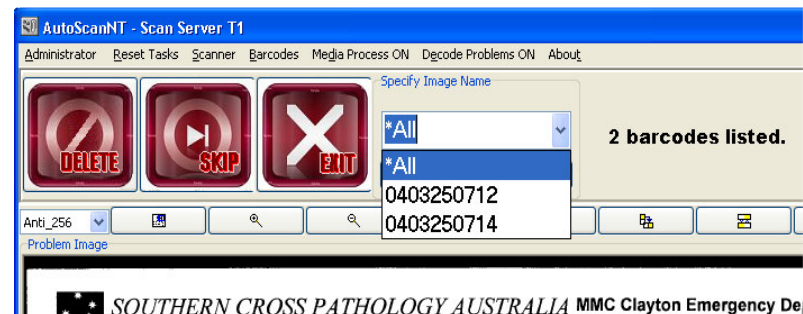 AutoScanNT - Scan Server T1
Administrator Reset Tasks Scanner Barcodes Media Process ON Decode Problems ON About
Specify Image Name
DELETE SKIP EXIT
*All
2 barcodes listed.
*All
0403250712
0403250714
Anti_256
Problem Image
SOUTHERN CROSS PATHOLOGY AUSTRALIA MMC Clayton Emergency